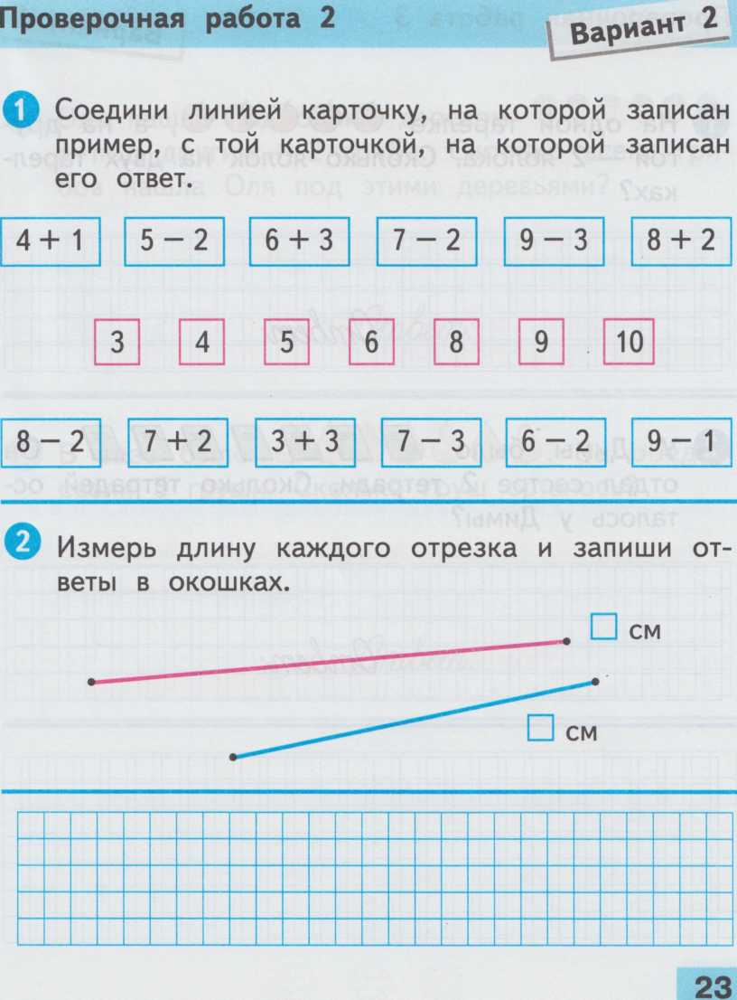 Проверочная работа 2
Вариант 2
1 Соедини линией карточку, на которой записан
пример, с той карточкой, на которой записан
его ответ.
4 + 1 5 − 2 6 + 3 7 − 2 9 − 3 8 + 2
3 4 5 6 8 9 10
8 − 2 7 + 2 3 + 3 7 − 3 6 − 2 9 − 1
2 Измерь длину каждого отрезка и запиши от-
веты в окошках.
см
см
23